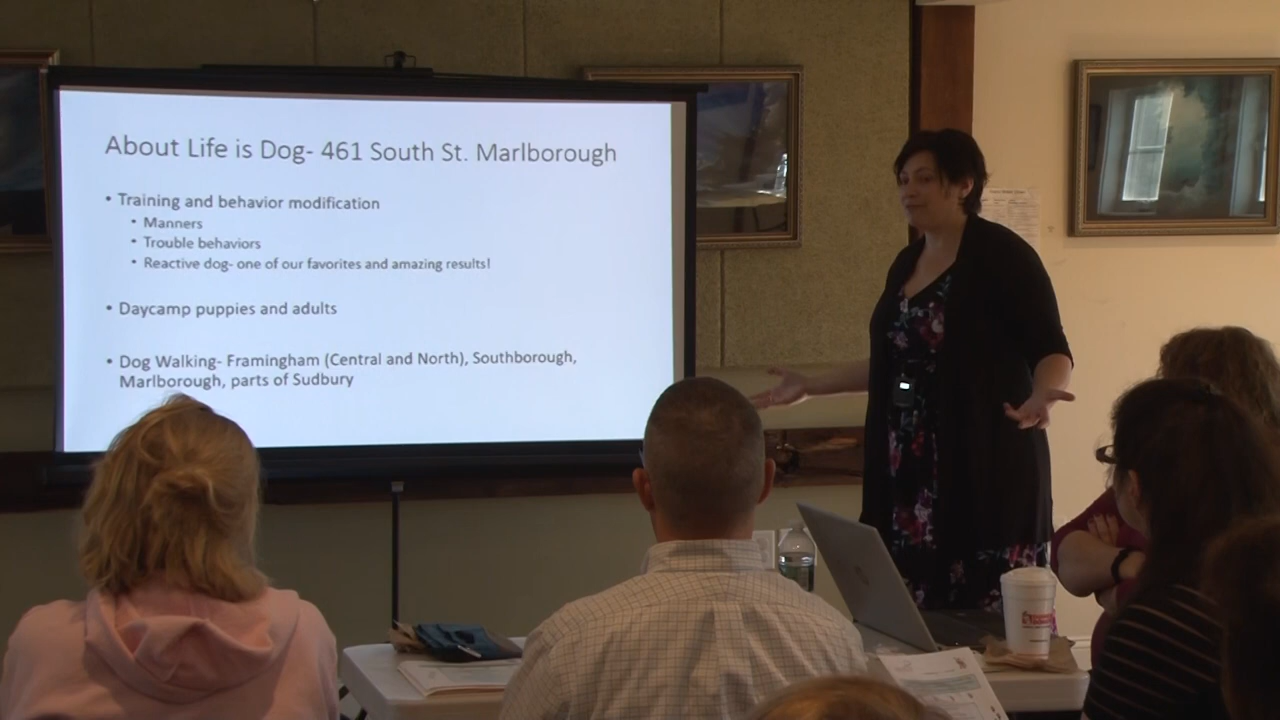 About Life is Dog- 461 South St. Marlborough
• Training and behavior modification
• Manners
• Trouble behaviors
• Reactive dog- one of our favorites and amazing results!
• Daycamp puppies and adults
• Dog Walking- Framingham (Central and North), Southborough,
Marlborough, parts of Sudbury